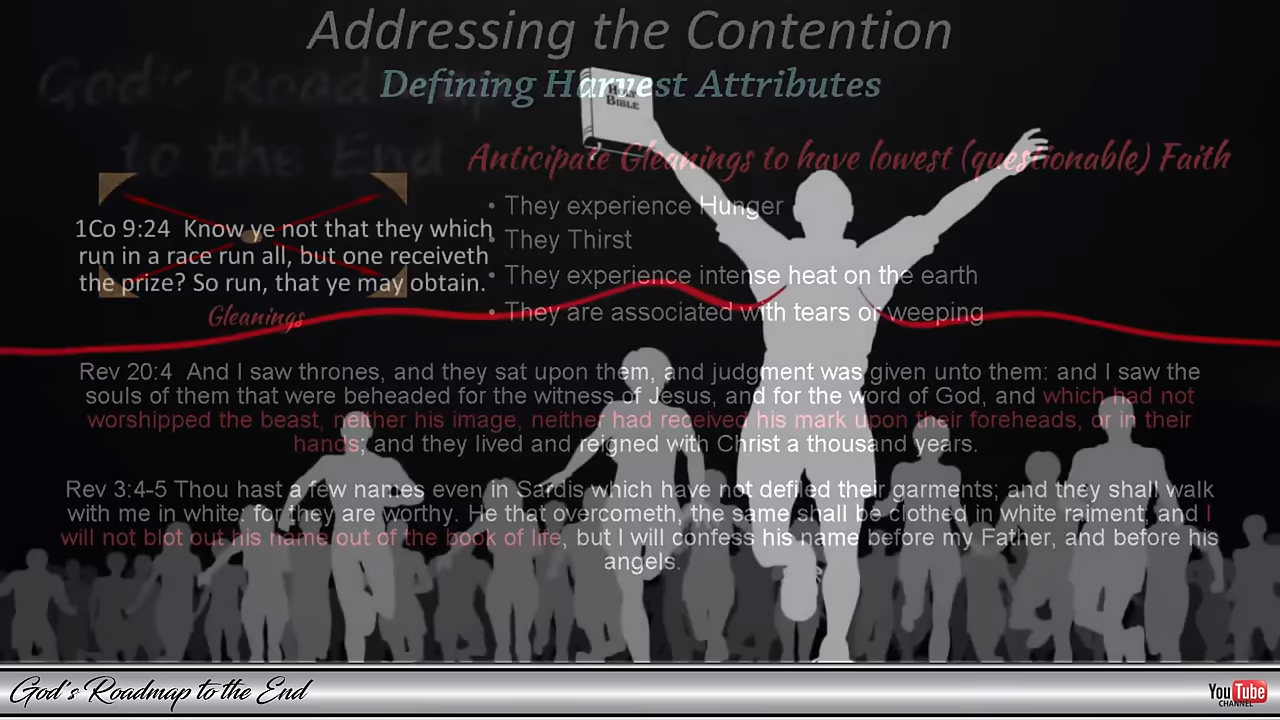 Addressing the Contention
Defining Harvest Attributes
God's Roadmap
to the End
HOLY
BIBLE
Anticipate Gleanings to have lowest (questionable) Faith
• They experience Hunger
• They Thirst
• They experience intense heat on the earth
• They are associated with tears or weeping
1Co 9:24 Know ye not that they which
run in a race run all, but one receiveth
the prize? So run, that ye may obtain.
Gleanings
Rev 20:4 And I saw thrones, and they sat upon them, and judgment was given unto them: and I saw the
souls of them that were beheaded for the witness of Jesus, and for the word of God, and which had not
worshipped the beast, neither his image, neither had received his mark upon their foreheads, or in their
hands; and they lived and reigned with Christ a thousand years.
Rev 3:4-5 Thou hast a few names even in Sardis which have not defiled their garments; and they shall walk
with me in white: for they are worthy. He that overcometh, the same shall be clothed in white raiment; and I
will not blot out his name out of the book of life, but I will confess his name before my Father, and before his
angels.
God's Roadmap to the End
YouTube
CHANNEL